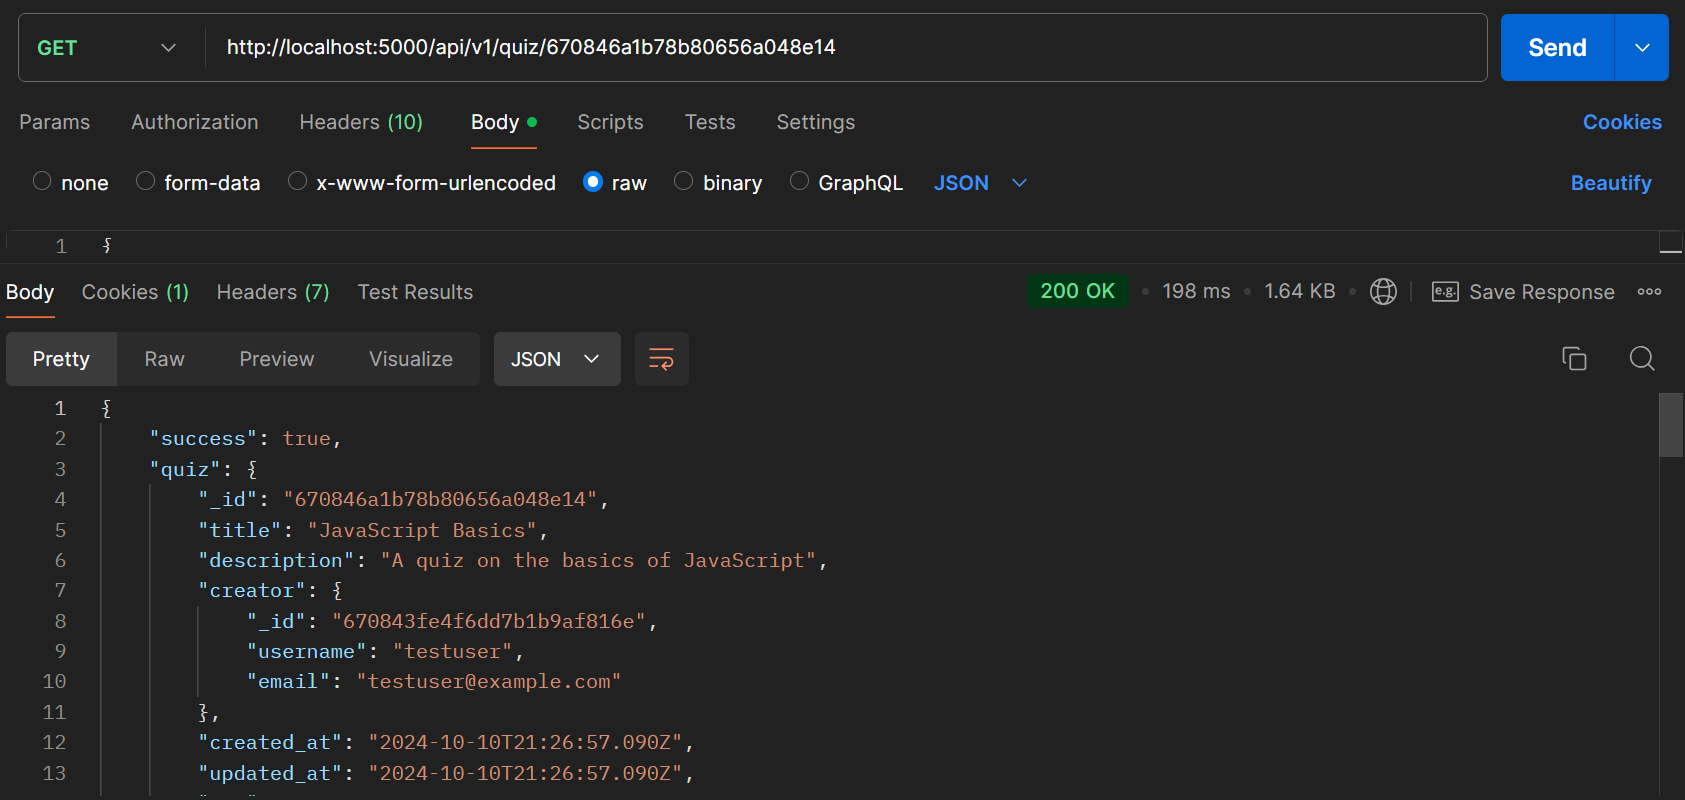 GET http://localhost:5000/api/v1/quiz/670846a1b78b80656a048e14 Send
Params Authorization Headers (10) Body Scripts Tests Settings Cookies
none form-data x-www-form-urlencoded raw binary GraphQL JSON Beautify
1 {
Body Cookies (1) Headers (7) Test Results 200 OK 198 ms 1.64 KB e.g. Save Response
Pretty Raw Preview Visualize JSON
1 {
2 "success": true,
3 "quiz": {
4 "_id": "670846a1b78b80656a048e14",
5 "title": "JavaScript Basics",
6 "description": "A quiz on the basics of JavaScript",
7 "creator": {
8 "_id": "670843fe4f6dd7b1b9af816e",
9 "username": "testuser",
10 "email": "testuser@example.com"
11 },
12 "created_at": "2024-10-10T21:26:57.090Z",
13 "updated_at": "2024-10-10T21:26:57.090Z",